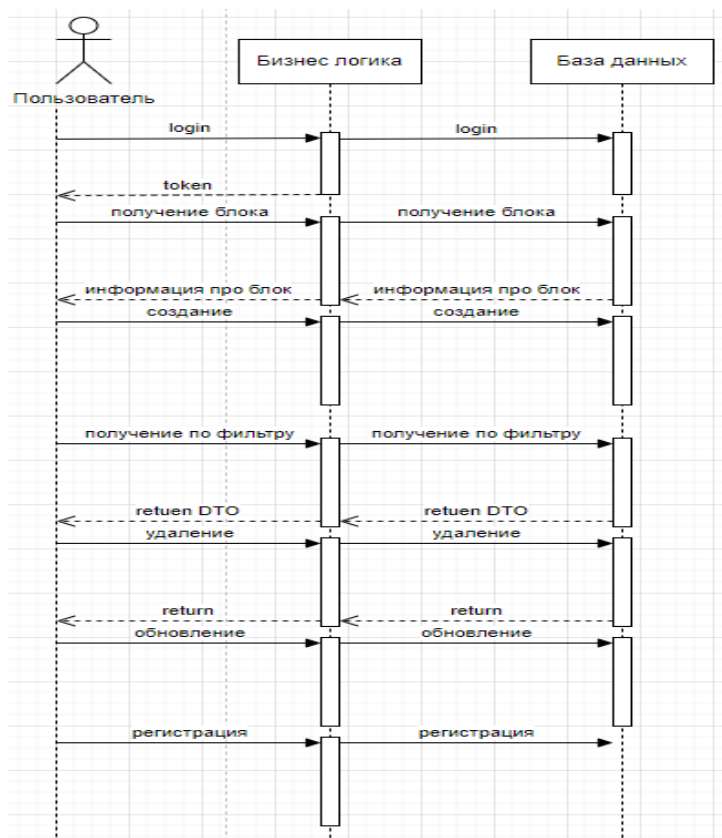 Бизнес логика
База данных
Пользователь
login
login
token
получение блока
получение блока
информация про блок
информация про блок
создание
создание
получение по фильтру
получение по фильтру
retuen DTO
retuen DTO
удаление
удаление
return
return
обновление
обновление
регистрация
регистрация